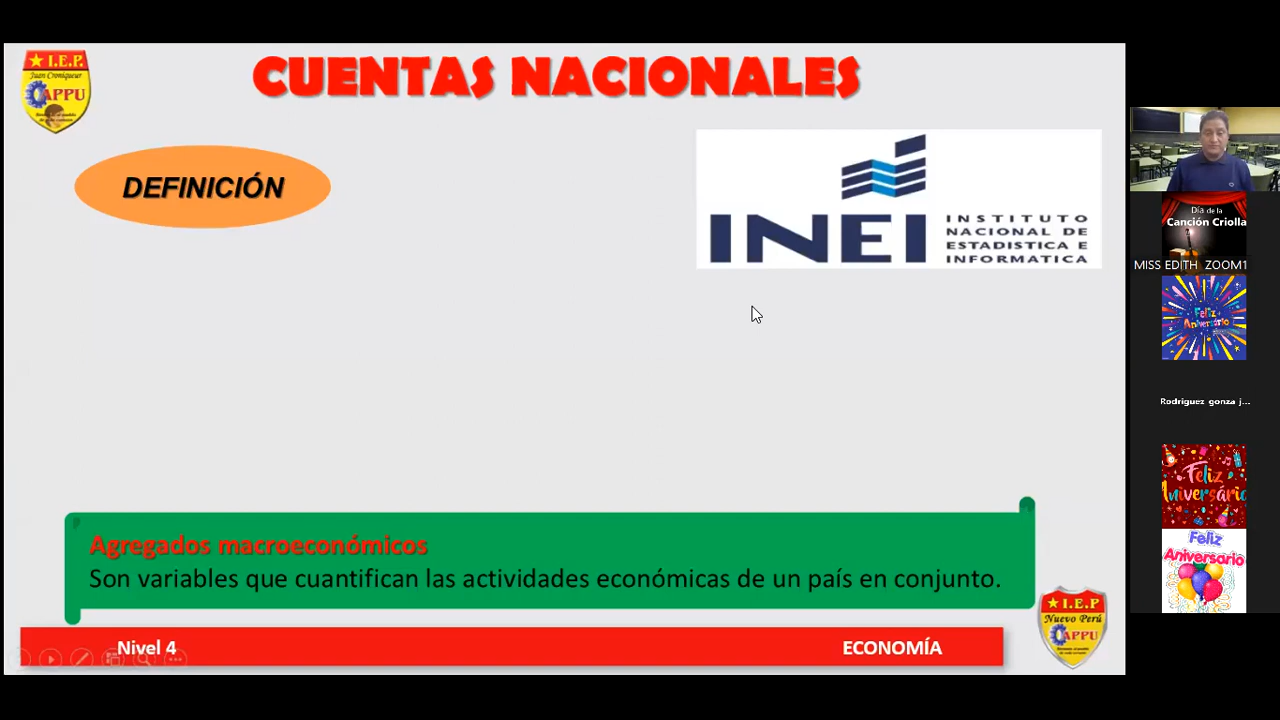 ★ I.E.P.
Juan Croniqueur
CAPPU
CUENTAS NACIONALES
DEFINICIÓN
INEI
INSTITUTO
NACIONAL DE
ESTADISTICA E
INFORMATICA
Día de la
Canción Criolla
MISS EDITH ZOOM1
Feliz
Aniversario
Rodriguez gonza j...
Feliz
Aniversario
Feliz
Aniversario
Agregados macroeconómicos
Son variables que cuantifican las actividades económicas de un país en conjunto.
Nivel 4
ECONOMÍA
★ I.E.P
Nuevo Perú
CAPPU